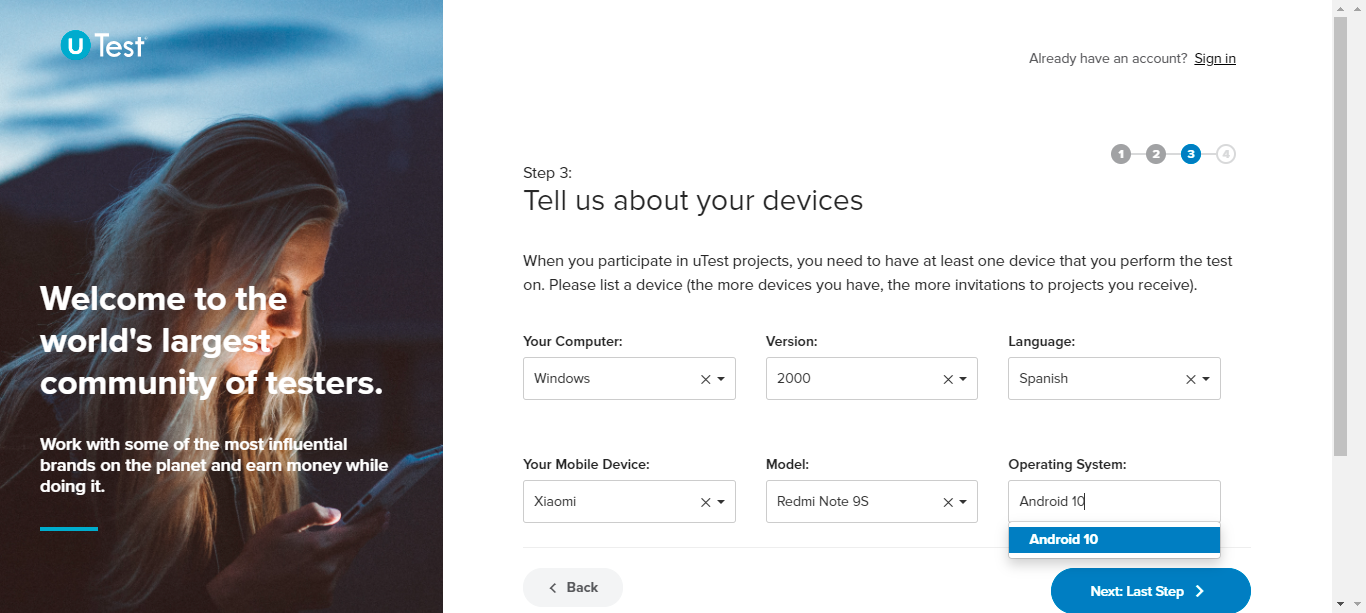 U Test
Already have an account? Sign in
1 2 3 4
Step 3:
Tell us about your devices
When you participate in uTest projects, you need to have at least one device that you perform the test
on. Please list a device (the more devices you have, the more invitations to projects you receive).
Your Computer: Version: Language:
Windows 2000 Spanish
Your Mobile Device: Model: Operating System:
Xiaomi Redmi Note 9S Android 10
Android 10
Back Next: Last Step
Welcome to the
world's largest
community of testers.
Work with some of the most influential
brands on the planet and earn money while
doing it.